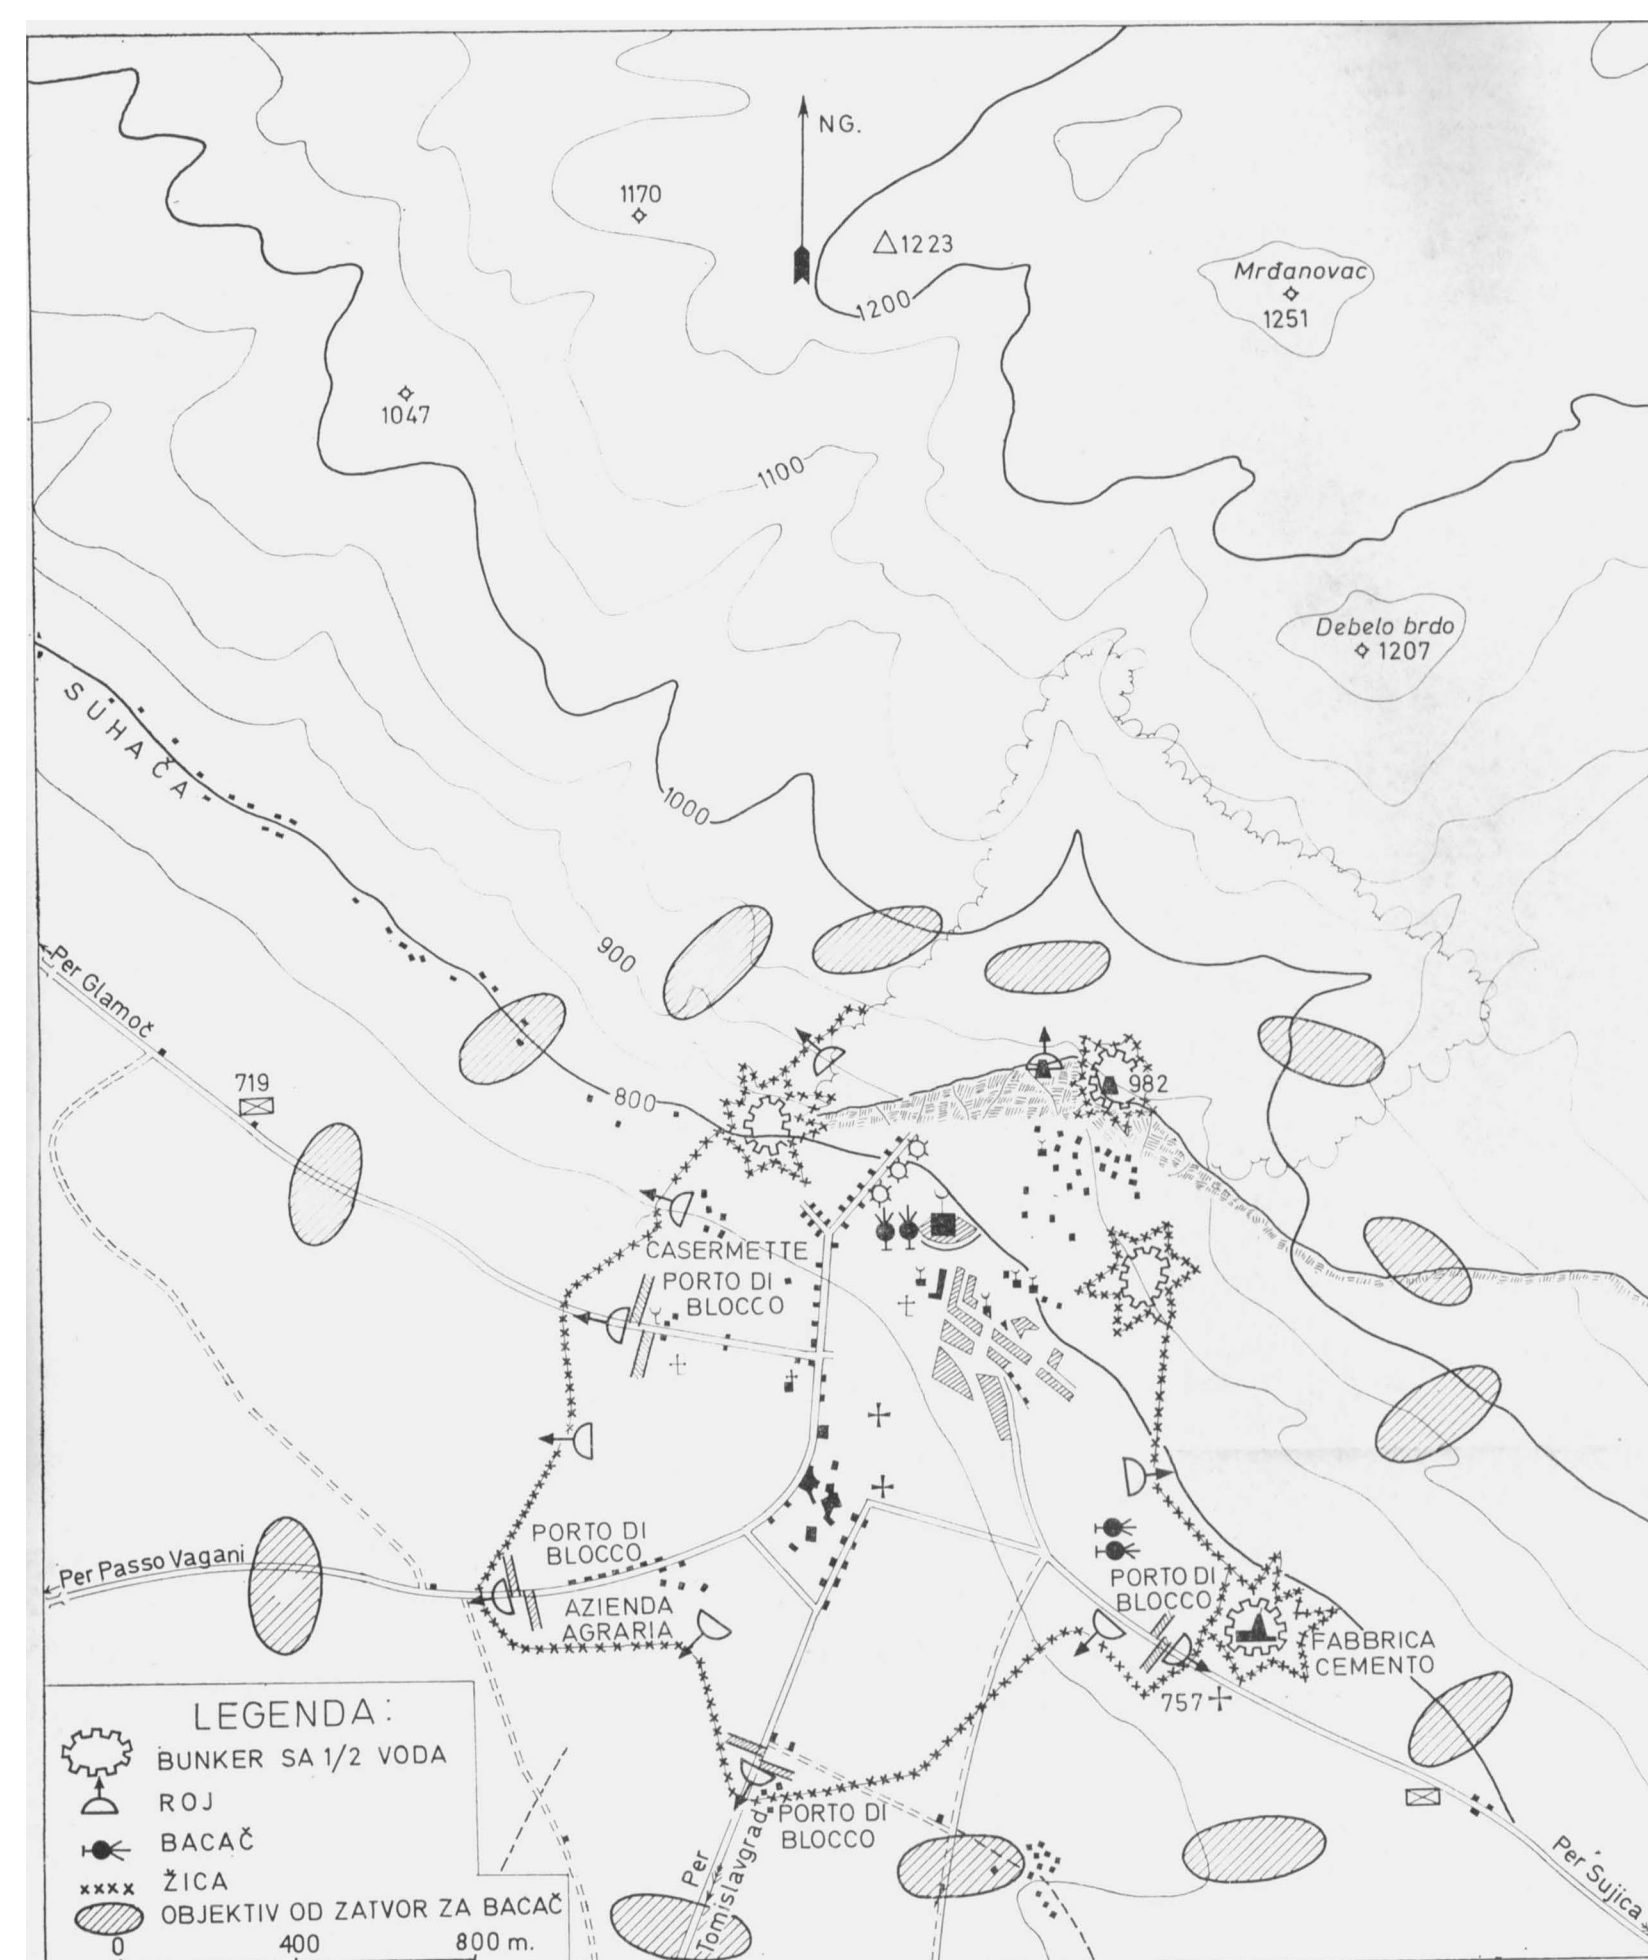 NG.
1170
1223
1200
Mrđanovac
1251
1047
1100
Debelo brdo
1207
SUHAČA
1000
900
Per Glamoč
719
800
982
CASERMETTE
PORTO DI
BLOCCO
PORTO DI
BLOCCO
Per Passo Vagani
AZIENDA
AGRARIA
PORTO DI
BLOCCO
FABBRICA
CEMENTO
757
PORTO DI
BLOCCO
Per
Tomislavgrad
Per Šujica
LEGENDA:
BUNKER SA 1/2 VODA
ROJ
BACAČ
ŽICA
OBJEKTIV OD ZATVOR ZA BACAČ
0 400 800 m.